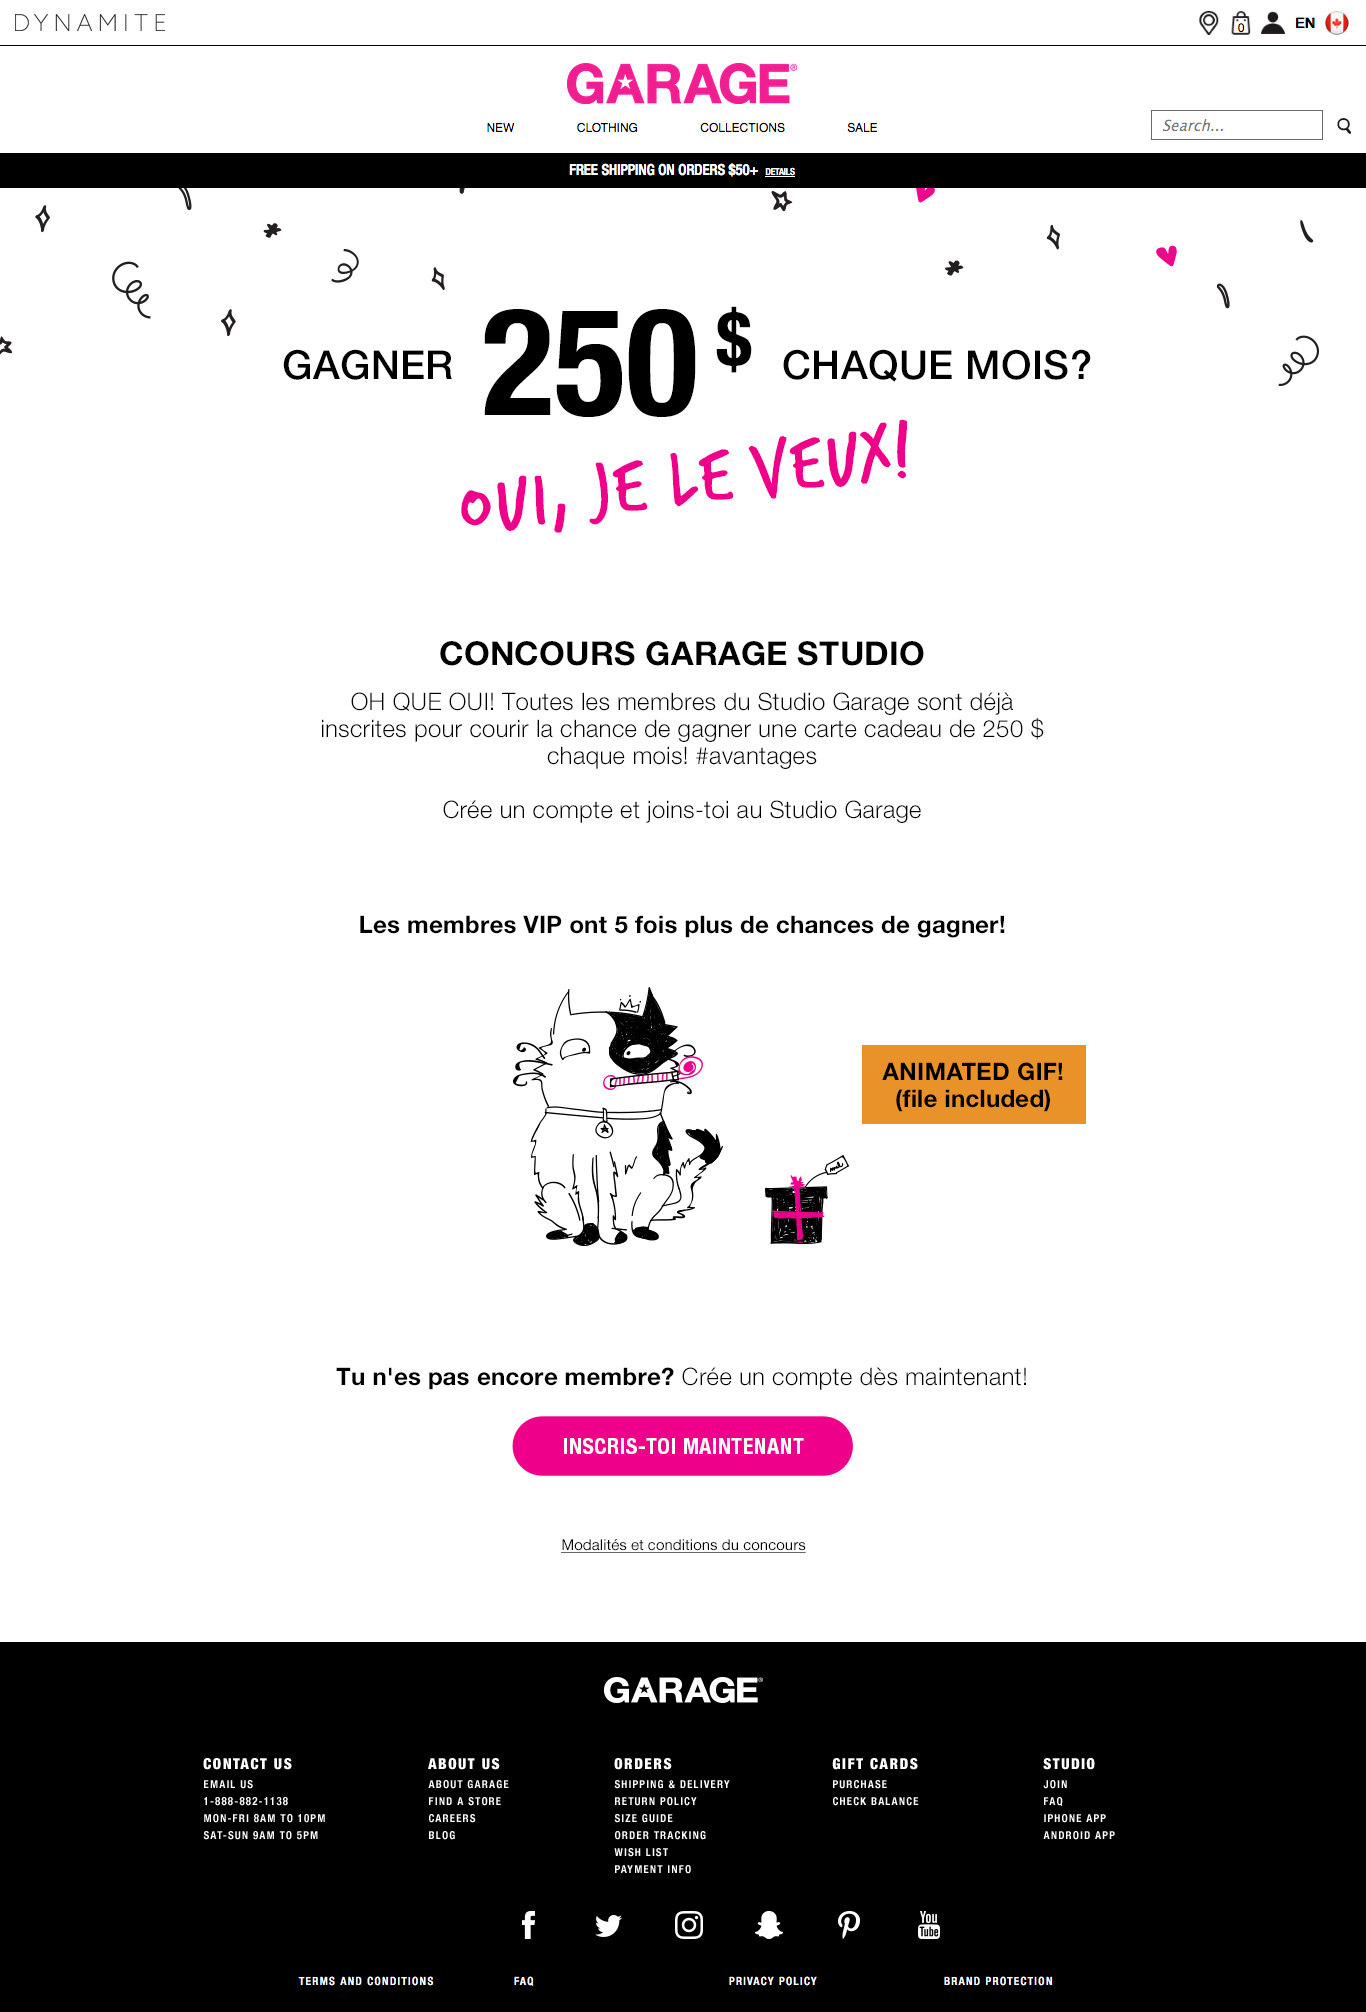 DYNAMITE
0
EN
GARAGE®
NEW CLOTHING COLLECTIONS SALE
Search...
FREE SHIPPING ON ORDERS $50+ DETAILS
GAGNER 250 $ CHAQUE MOIS?
OUI, JE LE VEUX!
CONCOURS GARAGE STUDIO
OH QUE OUI! Toutes les membres du Studio Garage sont déjà
inscrites pour courir la chance de gagner une carte cadeau de 250 $
chaque mois! #avantages
Crée un compte et joins-toi au Studio Garage
Les membres VIP ont 5 fois plus de chances de gagner!
ANIMATED GIF!
(file included)
Tu n'es pas encore membre? Crée un compte dès maintenant!
INSCRIS-TOI MAINTENANT
Modalités et conditions du concours
GARAGE®
CONTACT US
EMAIL US
1-888-882-1138
MON-FRI 8AM TO 10PM
SAT-SUN 9AM TO 5PM
ABOUT US
ABOUT GARAGE
FIND A STORE
CAREERS
BLOG
ORDERS
SHIPPING & DELIVERY
RETURN POLICY
SIZE GUIDE
ORDER TRACKING
WISH LIST
PAYMENT INFO
GIFT CARDS
PURCHASE
CHECK BALANCE
STUDIO
JOIN
FAQ
IPHONE APP
ANDROID APP
You
Tube
TERMS AND CONDITIONS FAQ PRIVACY POLICY BRAND PROTECTION